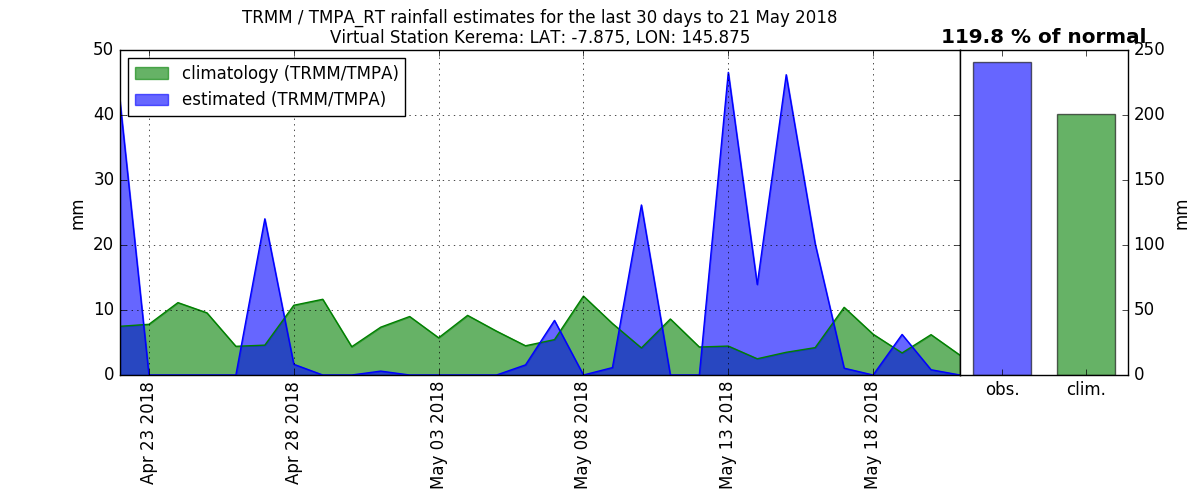 TRMM / TMPA_RT rainfall estimates for the last 30 days to 21 May 2018
Virtual Station Kerema: LAT: -7.875, LON: 145.875
119.8 % of normal
climatology (TRMM/TMPA)
estimated (TRMM/TMPA)
50
40
30
20
10
0
mm
Apr 23 2018
Apr 28 2018
May 03 2018
May 08 2018
May 13 2018
May 18 2018
250
200
150
100
50
0
mm
obs.
clim.